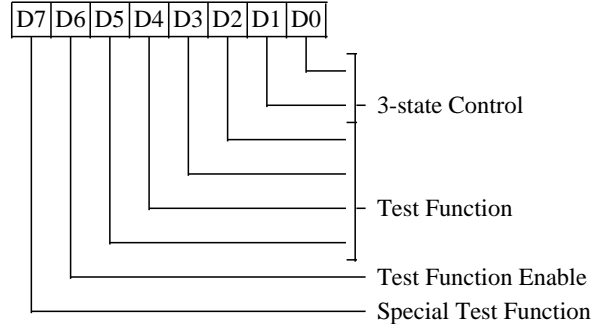 D7 D6 D5 D4 D3 D2 D1 D0
3-state Control
Test Function
Test Function Enable
Special Test Function